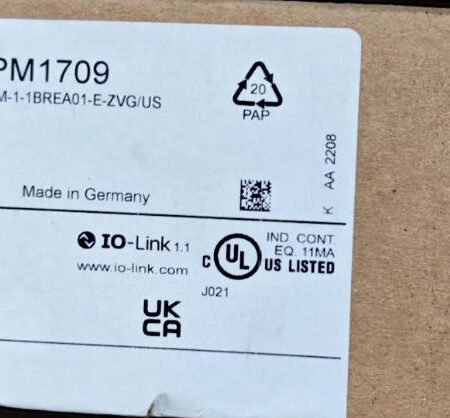 PM1709
M-1-1BREA01-E-ZVG/US
20
PAP
K AA 2208
Made in Germany
IO-Link 1.1
www.io-link.com
C UL US LISTED
IND. CONT.
EQ. 11MA
J021
UK
CA